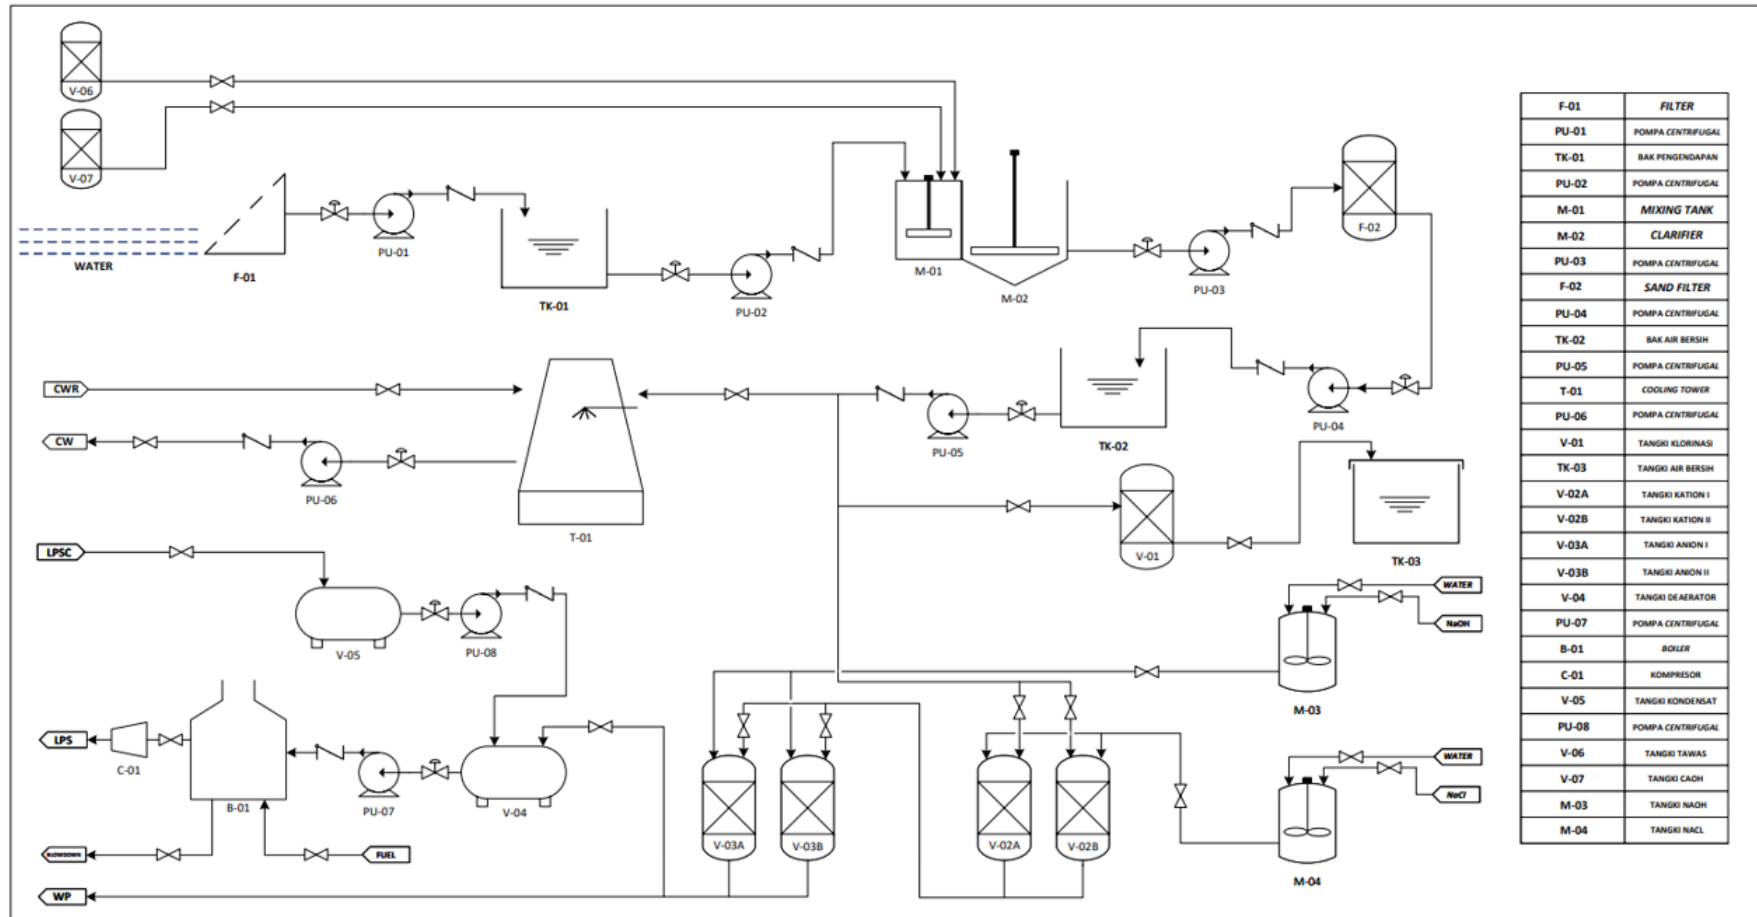 V-06
V-07
WATER
F-01
PU-01
TK-01
PU-02
M-01
M-02
PU-03
F-02
CWR
CW
PU-06
T-01
PU-05
TK-02
PU-04
V-01
TK-03
LPSC
V-05
PU-08
WATER
NaOH
M-03
LPS
C-01
B-01
PU-07
V-04
V-03A
V-03B
V-02A
V-02B
WATER
NaCl
M-04
BLOWDOWN
FUEL
WP
F-01 FILTER
PU-01 POMPA CENTRIFUGAL
TK-01 BAK PENGENDAPAN
PU-02 POMPA CENTRIFUGAL
M-01 MIXING TANK
M-02 CLARIFIER
PU-03 POMPA CENTRIFUGAL
F-02 SAND FILTER
PU-04 POMPA CENTRIFUGAL
TK-02 BAK AIR BERSIH
PU-05 POMPA CENTRIFUGAL
T-01 COOLING TOWER
PU-06 POMPA CENTRIFUGAL
V-01 TANGKI KLORINASI
TK-03 TANGKI AIR BERSIH
V-02A TANGKI KATION I
V-02B TANGKI KATION II
V-03A TANGKI ANION I
V-03B TANGKI ANION II
V-04 TANGKI DEAERATOR
PU-07 POMPA CENTRIFUGAL
B-01 BOILER
C-01 KOMPRESOR
V-05 TANGKI KONDENSAT
PU-08 POMPA CENTRIFUGAL
V-06 TANGKI TAWAS
V-07 TANGKI CAOH
M-03 TANGKI NAOH
M-04 TANGKI NACL